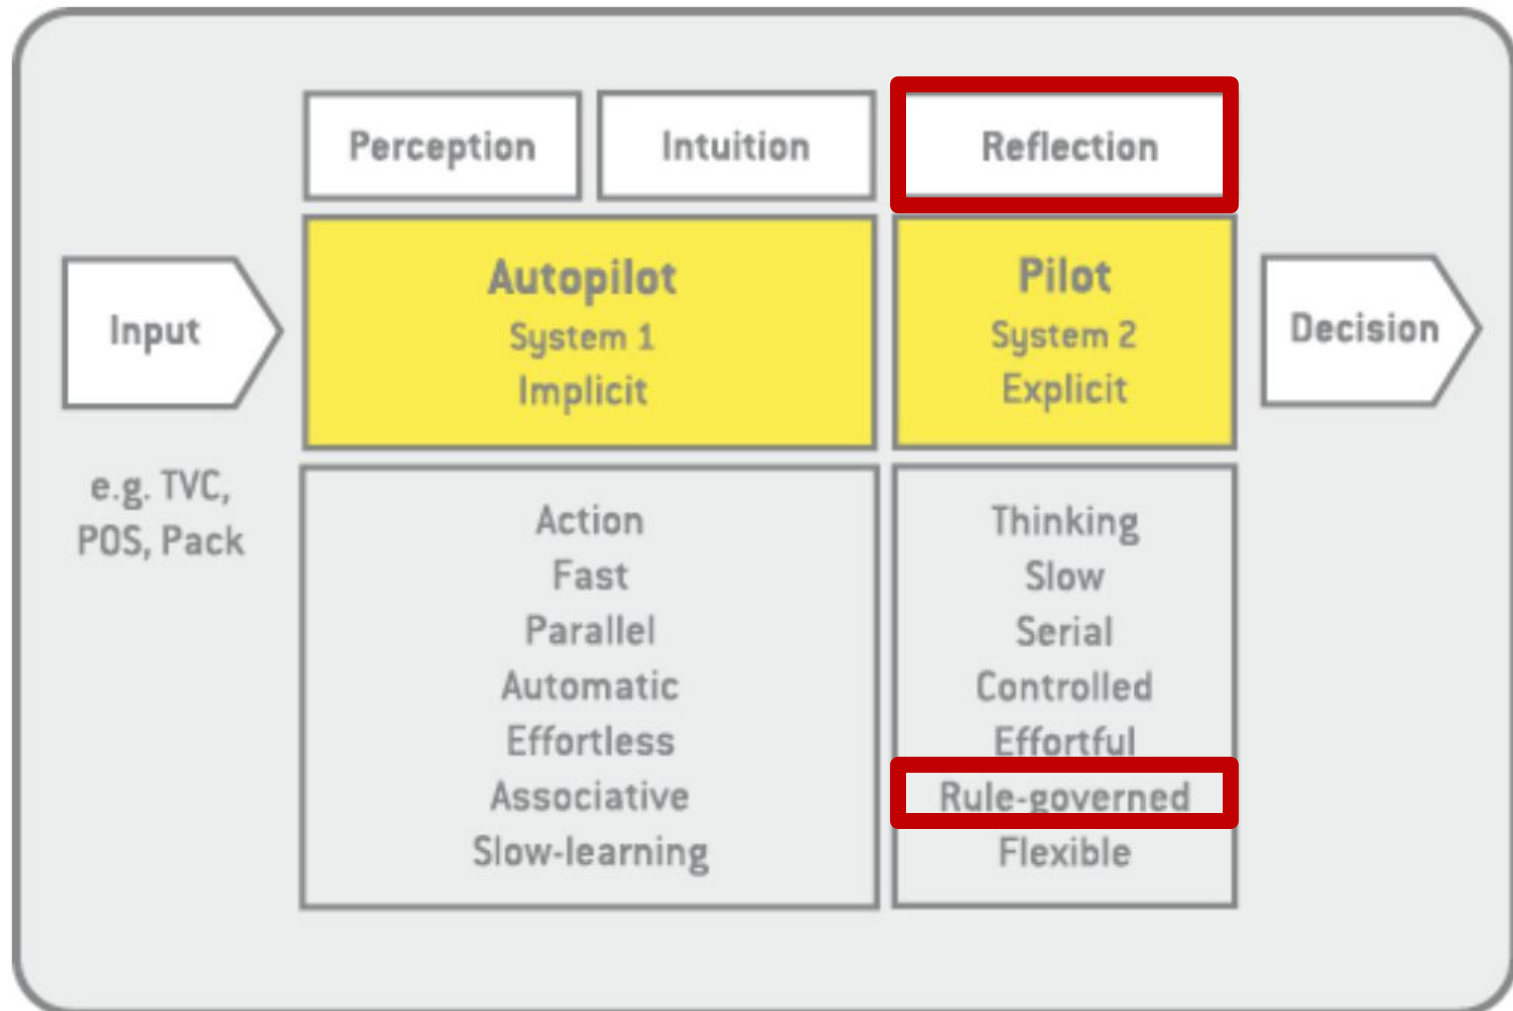 Perception
Intuition
Reflection
Input
e.g. TVC,
POS, Pack
Autopilot
System 1
Implicit
Pilot
System 2
Explicit
Decision
Action
Fast
Parallel
Automatic
Effortless
Associative
Slow-learning
Thinking
Slow
Serial
Controlled
Effortful
Rule-governed
Flexible